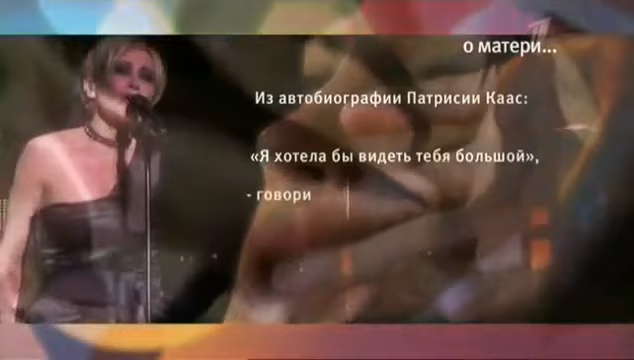 о матери...
Из автобиографии Патрисии Каас:
«Я хотела бы видеть тебя большой»,
- говори